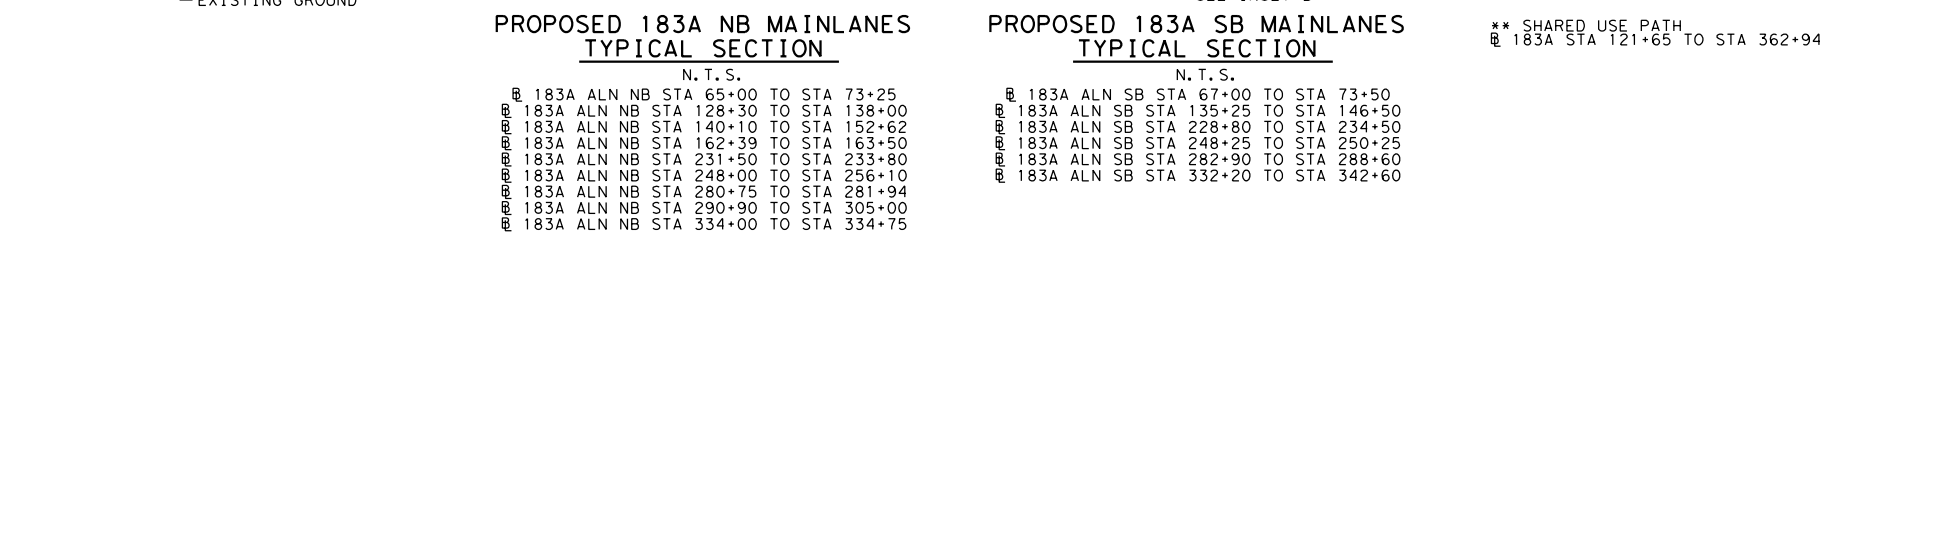 EXISTING GROUND
PROPOSED 183A NB MAINLANES
TYPICAL SECTION
N.T.S.
℄ 183A ALN NB STA 65+00 TO STA 73+25
℄ 183A ALN NB STA 128+30 TO STA 138+00
℄ 183A ALN NB STA 140+10 TO STA 152+62
℄ 183A ALN NB STA 162+39 TO STA 163+50
℄ 183A ALN NB STA 231+50 TO STA 233+80
℄ 183A ALN NB STA 248+00 TO STA 256+10
℄ 183A ALN NB STA 280+75 TO STA 281+94
℄ 183A ALN NB STA 290+90 TO STA 305+00
℄ 183A ALN NB STA 334+00 TO STA 334+75
PROPOSED 183A SB MAINLANES
TYPICAL SECTION
N.T.S.
℄ 183A ALN SB STA 67+00 TO STA 73+50
℄ 183A ALN SB STA 135+25 TO STA 146+50
℄ 183A ALN SB STA 228+80 TO STA 234+50
℄ 183A ALN SB STA 248+25 TO STA 250+25
℄ 183A ALN SB STA 282+90 TO STA 288+60
℄ 183A ALN SB STA 332+20 TO STA 342+60
** SHARED USE PATH
℄ 183A STA 121+65 TO STA 362+94